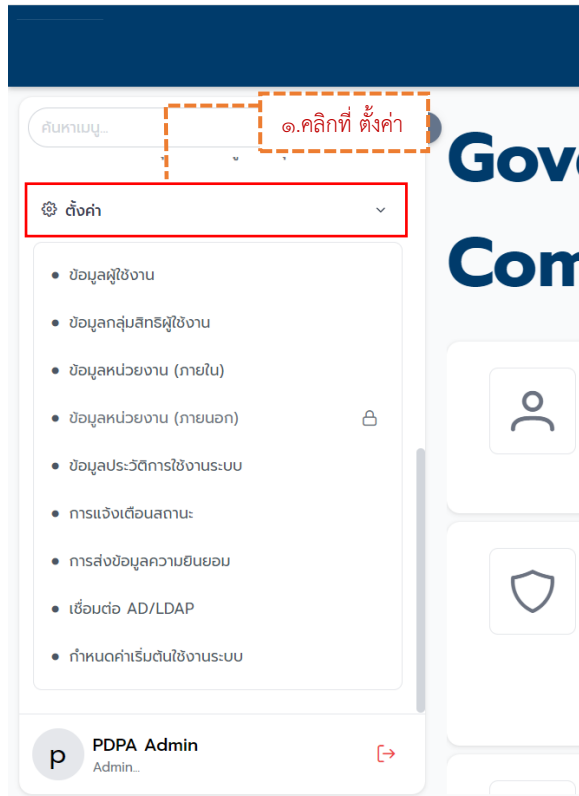 ค้นหาเมนู...
๑.คลิกที่ ตั้งค่า
ตั้งค่า
ข้อมูลผู้ใช้งาน
ข้อมูลกลุ่มสิทธิผู้ใช้งาน
ข้อมูลหน่วยงาน (ภายใน)
ข้อมูลหน่วยงาน (ภายนอก)
ข้อมูลประวัติการใช้งานระบบ
การแจ้งเตือนสถานะ
การส่งข้อมูลความยินยอม
เชื่อมต่อ AD/LDAP
กำหนดค่าเริ่มต้นใช้งานระบบ
p
PDPA Admin
Admin...